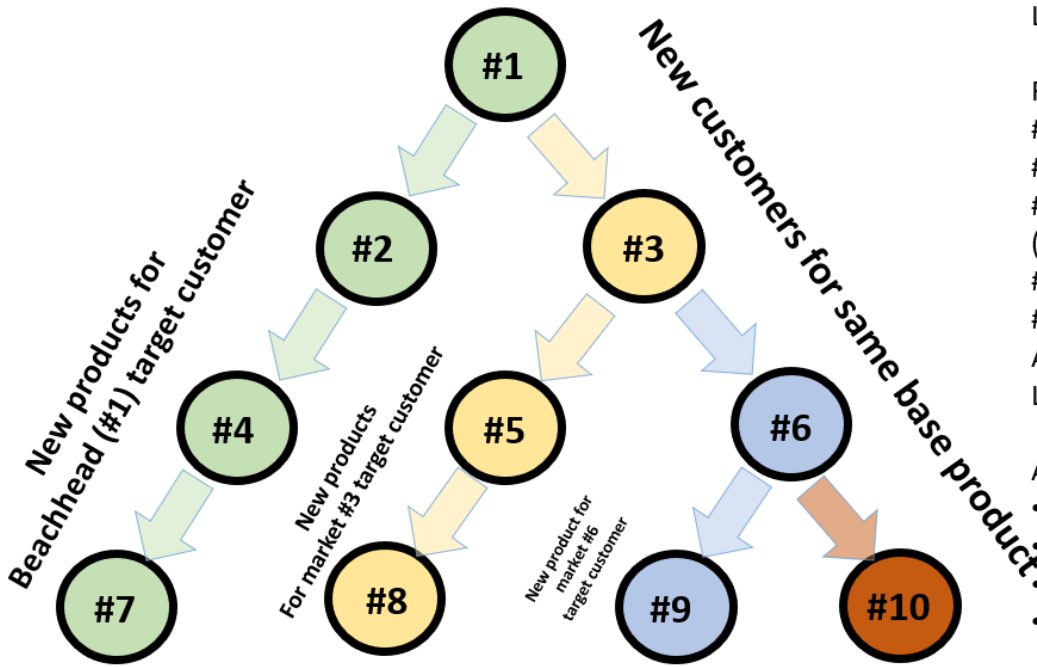 #1
New customers for same base product
#2
#3
New products for
Beachhead (#1) target customer
#4
New products
For market #3 target customer
#5
#6
#7
#8
New product for
market #6
target customer
#9
#10
L
F
#
#
#
(
#
#
A
L
A
•
•
•
•